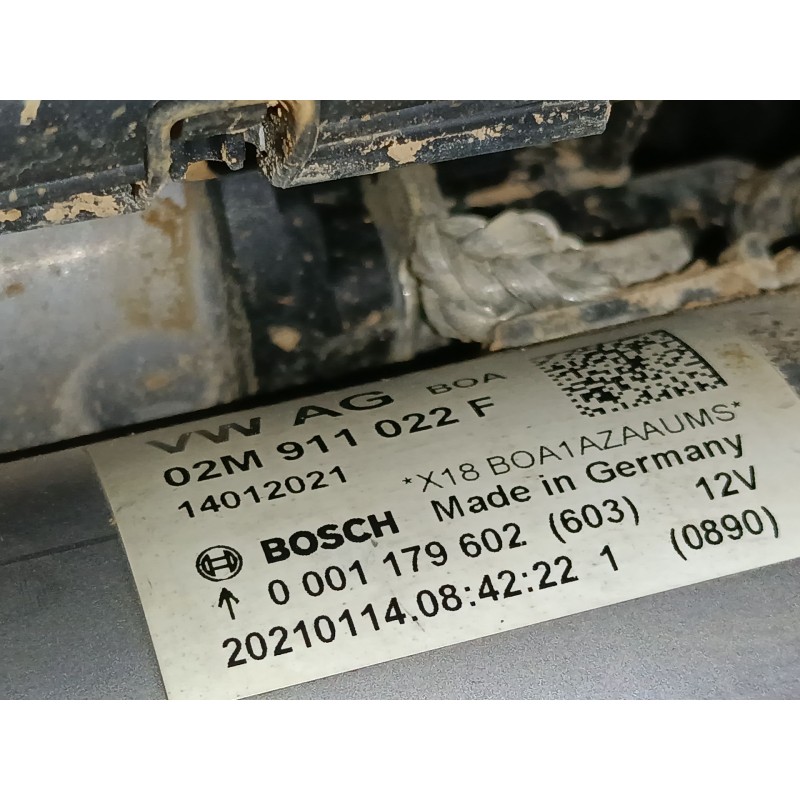 VW AG BOA
02M 911 022 F
14012021 *X18 BOA1AZAAUMS*
BOSCH Made in Germany
0 001 179 602 (603) 12V
20210114.08:42:22 1 (0890)